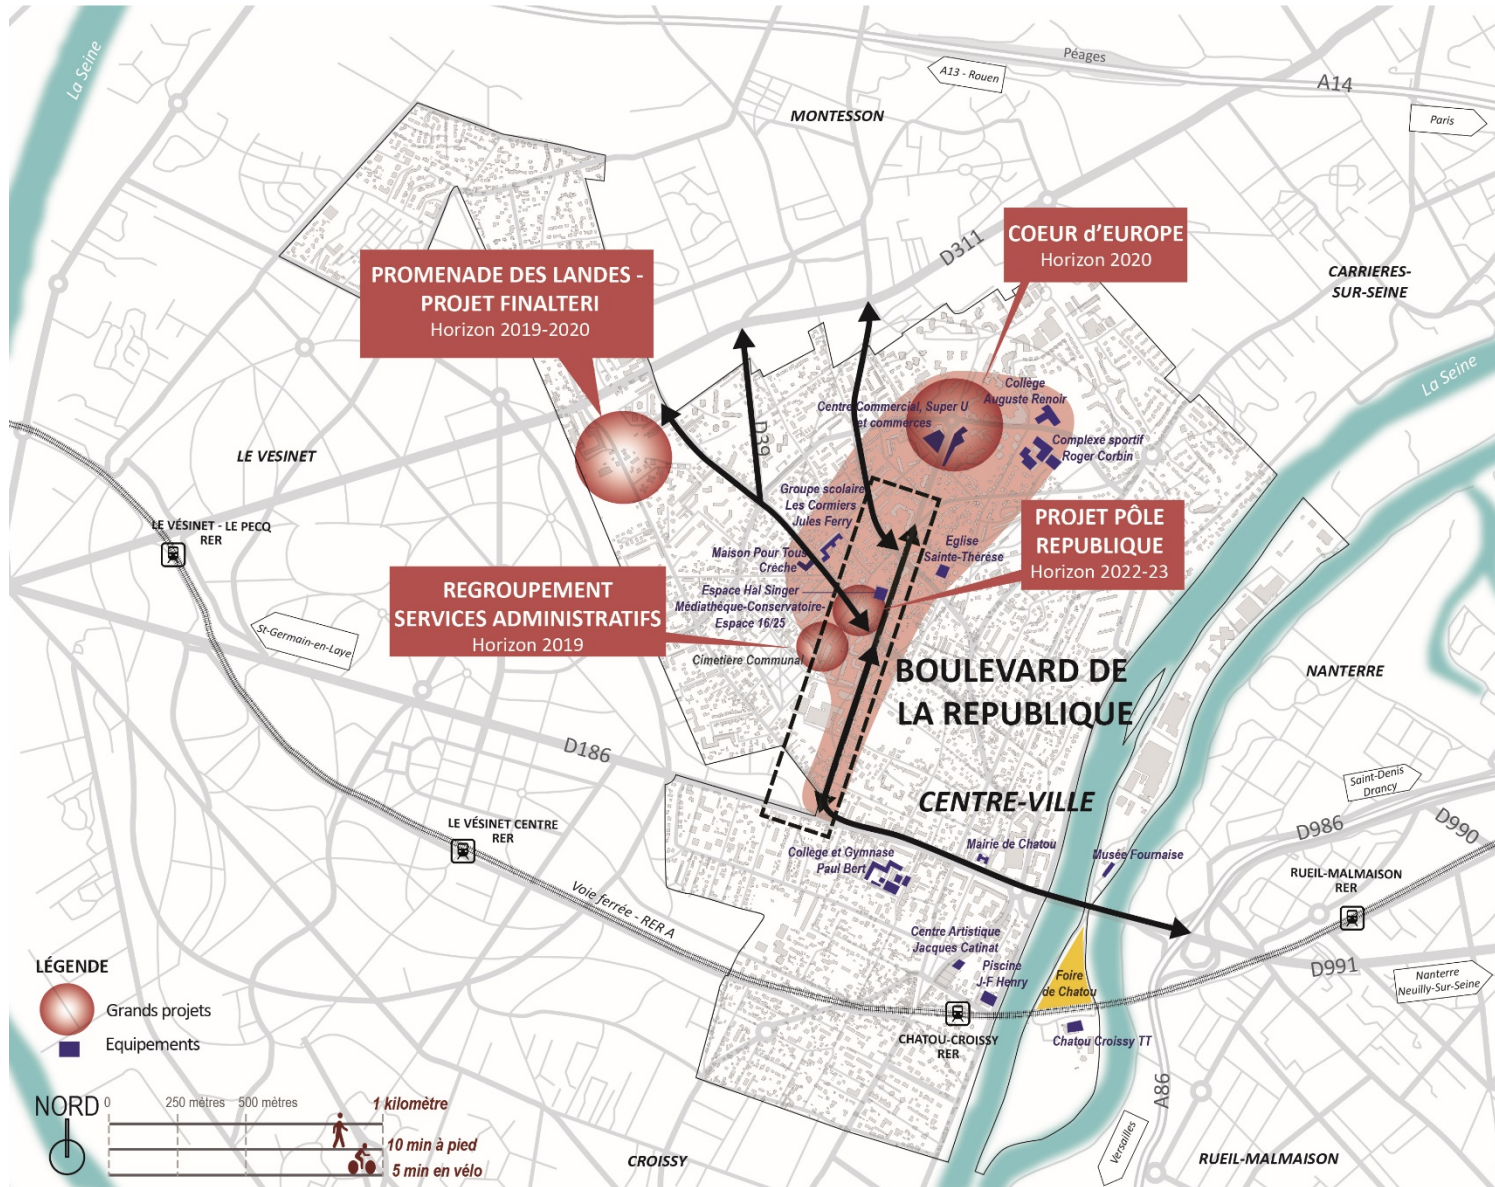 La Seine
Péages
A13 - Rouen
A14
MONTESSON
Paris
COEUR d'EUROPE
Horizon 2020
D311
PROMENADE DES LANDES -
PROJET FINALTERI
Horizon 2019-2020
CARRIERES-
SUR-SEINE
La Seine
Collège
Auguste Renoir
Centre Commercial, Super U
et commerces
D39
Complexe sportif
Roger Corbin
LE VESINET
Groupe scolaire
Les Cormiers
Jules Ferry
PROJET PÔLE
REPUBLIQUE
Horizon 2022-23
LE VÉSINET - LE PECQ
RER
Maison Pour Tous
Crèche
Eglise
Sainte-Thérèse
REGROUPEMENT
SERVICES ADMINISTRATIFS
Horizon 2019
Espace Hal Singer
Médiathèque-Conservatoire-
Espace 16/25
St-Germain-en-Laye
Cimetière Communal
BOULEVARD DE
LA REPUBLIQUE
NANTERRE
D186
Saint-Denis
Drancy
CENTRE-VILLE
D986
D990
LE VÉSINET CENTRE
RER
Mairie de Chatou
Collège et Gymnase
Paul Bert
Musée Fournaise
RUEIL-MALMAISON
RER
Voie ferrée - RER A
Centre Artistique
Jacques Catinat
Piscine
J-F Henry
Foire
de Chatou
D991
Nanterre
Neuilly-Sur-Seine
LÉGENDE
Grands projets
Equipements
CHATOU-CROISSY
RER
Chatou Croissy TT
A86
NORD
0
250 mètres
500 mètres
1 kilomètre
10 min à pied
5 min en vélo
Versailles
CROISSY
RUEIL-MALMAISON